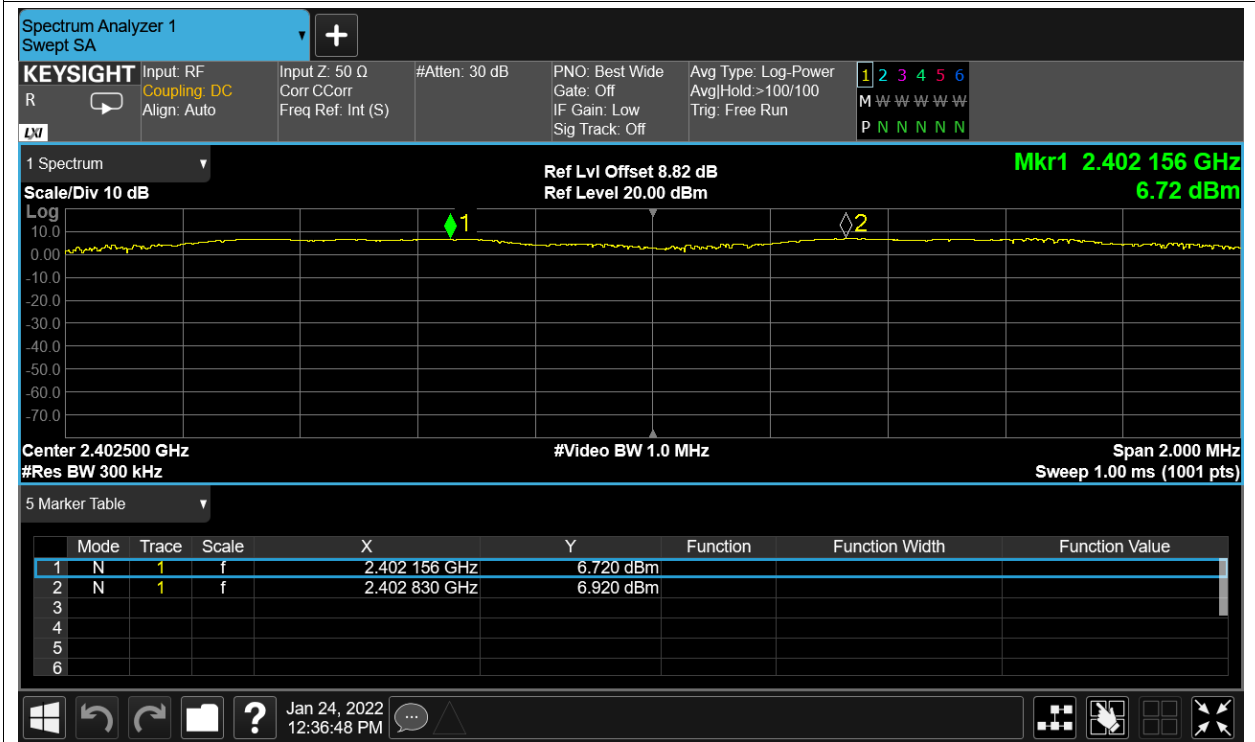 Spectrum Analyzer 1
Swept SA
+
KEYSIGHT
R
LXI
Input: RF
Coupling: DC
Align: Auto
Input Z: 50 Ω
Corr CCorr
Freq Ref: Int (S)
#Atten: 30 dB
PNO: Best Wide
Gate: Off
IF Gain: Low
Sig Track: Off
Avg Type: Log-Power
Avg|Hold:>100/100
Trig: Free Run
1 2 3 4 5 6
M W W W W W
P N N N N N
1 Spectrum
Scale/Div 10 dB
Ref Lvl Offset 8.82 dB
Ref Level 20.00 dBm
Mkr1 2.402 156 GHz
6.72 dBm
Log
10.0
0.00
-10.0
-20.0
-30.0
-40.0
-50.0
-60.0
-70.0
1
2
Center 2.402500 GHz
#Video BW 1.0 MHz
Span 2.000 MHz
#Res BW 300 kHz
Sweep 1.00 ms (1001 pts)
5 Marker Table
Mode Trace Scale X Y Function Function Width Function Value
1 N 1 f 2.402 156 GHz 6.720 dBm
2 N 1 f 2.402 830 GHz 6.920 dBm
3
4
5
6
?
Jan 24, 2022
12:36:48 PM